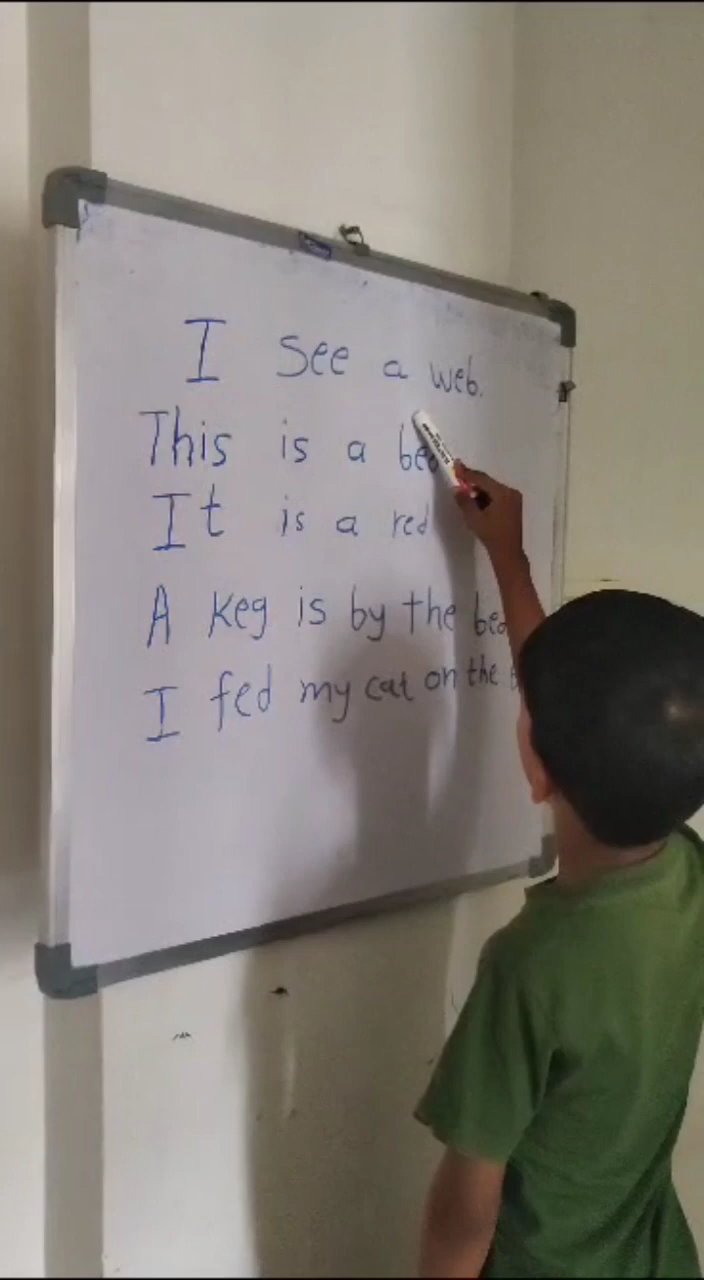 I see a web.
This is a
It is a red
A keg is by the
I fed my cat on the